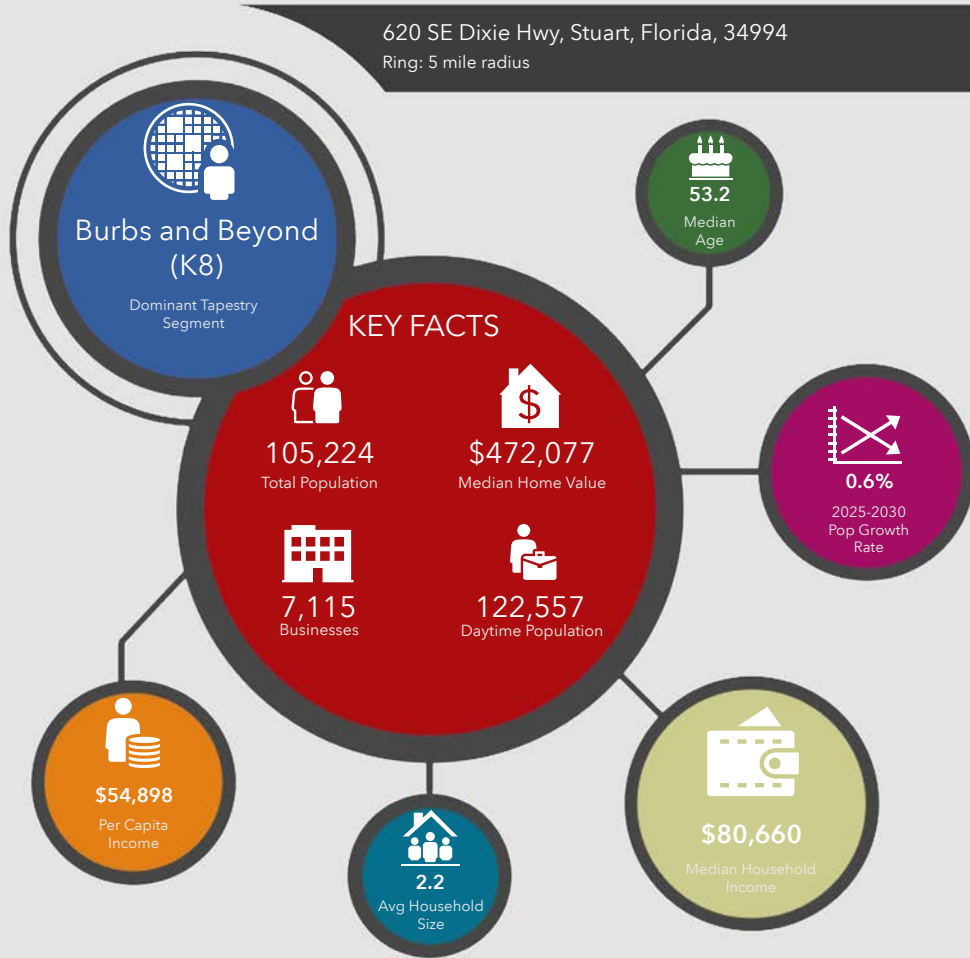 620 SE Dixie Hwy, Stuart, Florida, 34994
Ring: 5 mile radius
Burbs and Beyond
(K8)
Dominant Tapestry
Segment
53.2
Median
Age
KEY FACTS
105,224
Total Population
$472,077
Median Home Value
7,115
Businesses
122,557
Daytime Population
0.6%
2025-2030
Pop Growth
Rate
$54,898
Per Capita
Income
2.2
Avg Household
Size
$80,660
Median Household
Income